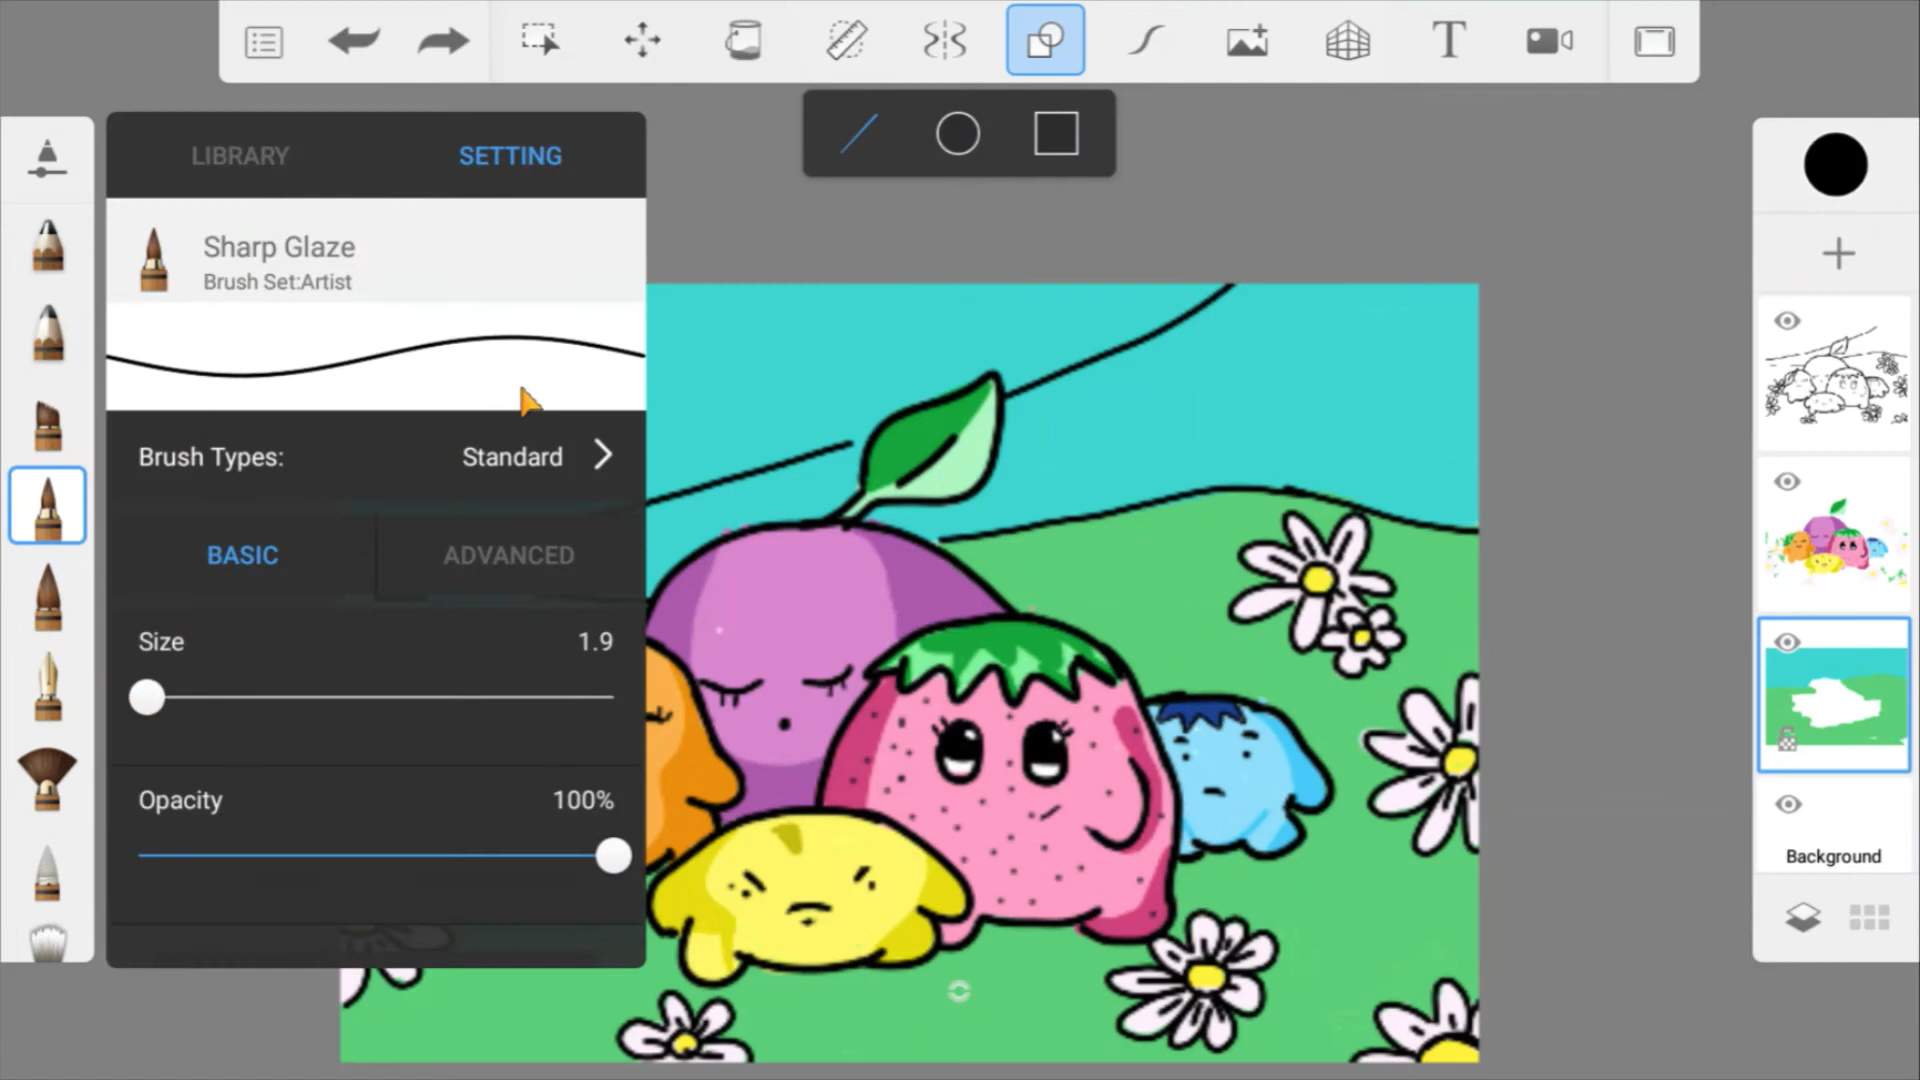 LIBRARY SETTING
Sharp Glaze
Brush Set:Artist
Brush Types: Standard
BASIC ADVANCED
Size 1.9
Opacity 100%
T
Background